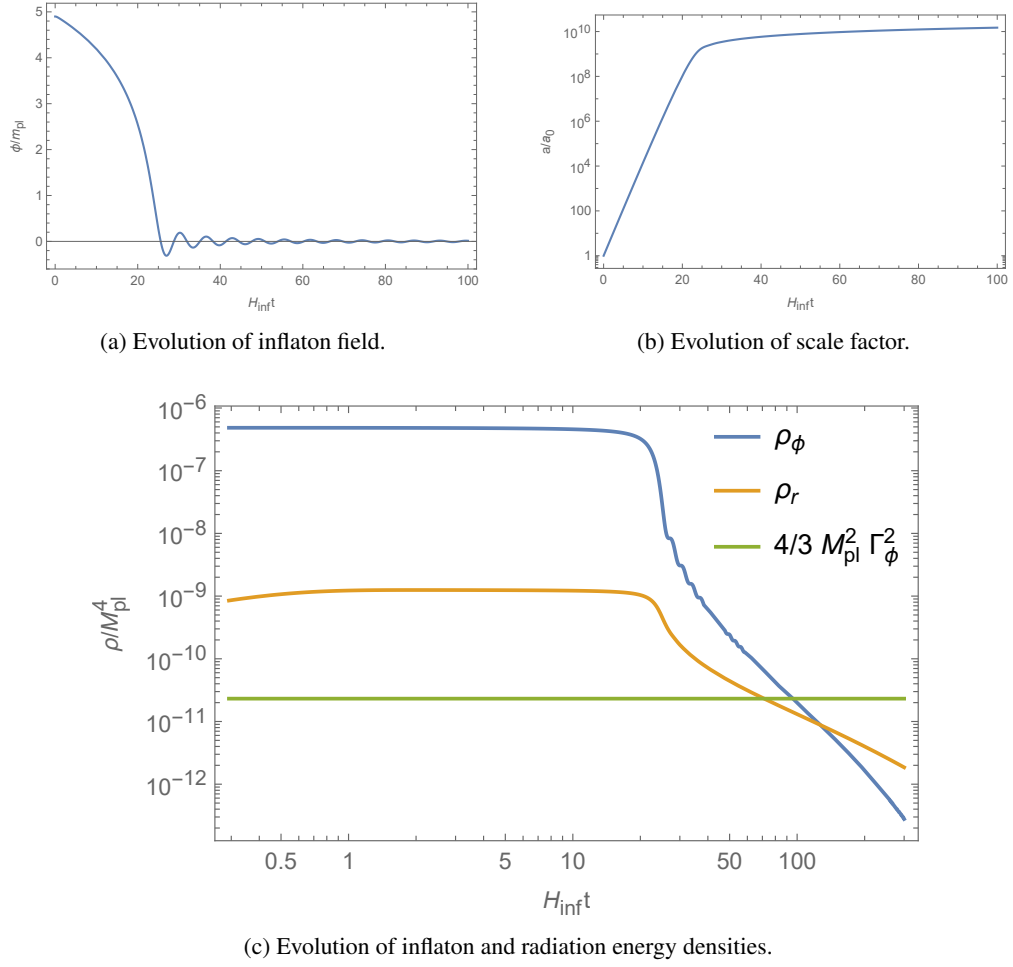 5
4
3
2
1
0
ϕ/m_pl
0 20 40 60 80 100
H_inf t
(a) Evolution of inflaton field.
10^10
10^8
10^6
10^4
100
1
a/a_0
0 20 40 60 80 100
H_inf t
(b) Evolution of scale factor.
10^-6
10^-7
10^-8
10^-9
10^-10
10^-11
10^-12
ρ/M_pl^4
ρ_ϕ
ρ_r
4/3 M_pl^2 Γ_ϕ^2
0.5 1 5 10 50 100
H_inf t
(c) Evolution of inflaton and radiation energy densities.